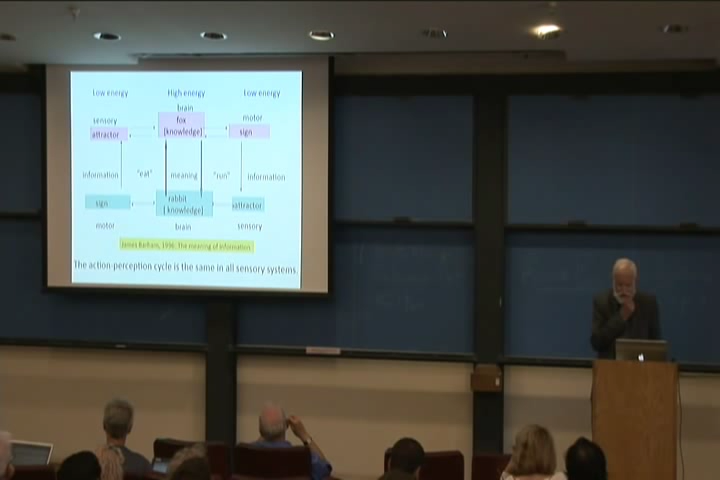 Low energy High energy Low energy
brain
sensory fox motor
attractor [knowledge] sign
information "eat" meaning "run" information
sign rabbit attractor
[ knowledge]
motor brain sensory
James Barham, 1996: The meaning of information
The action-perception cycle is the same in all sensory systems.